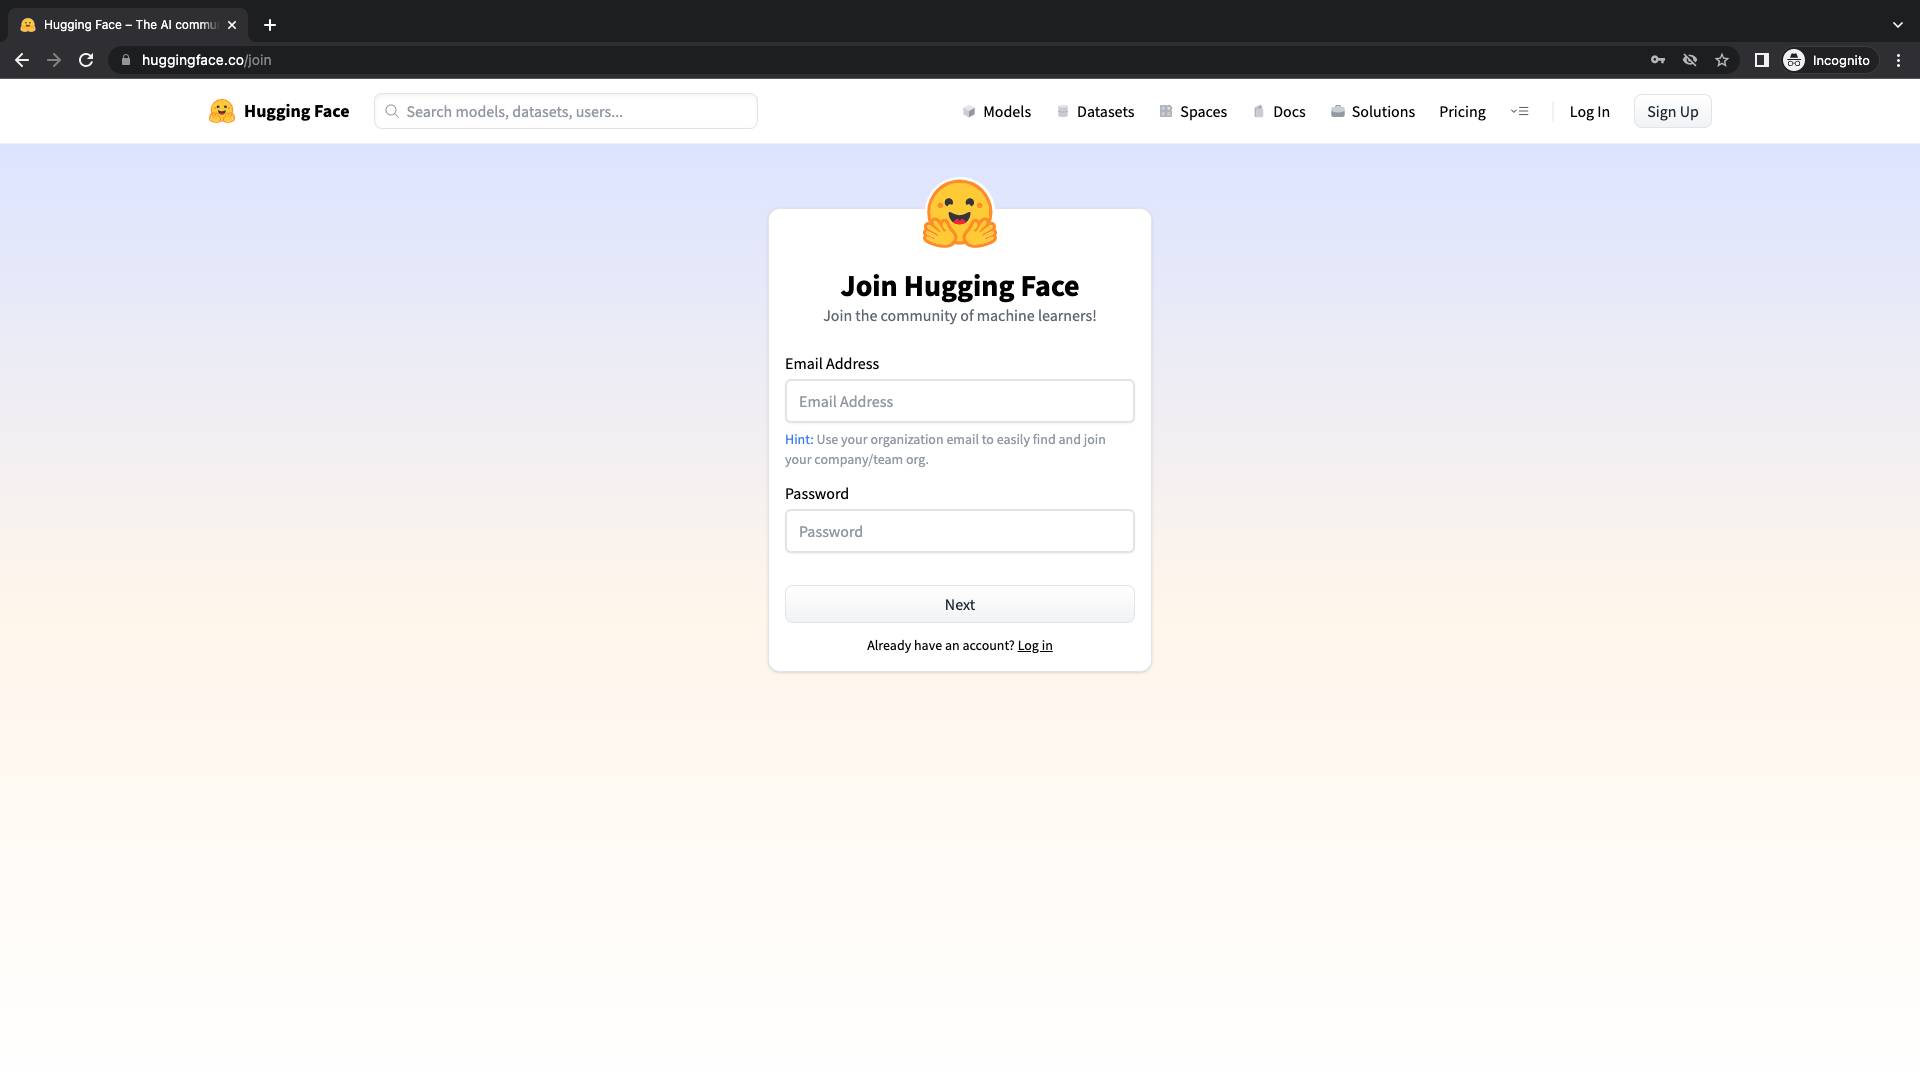 Hugging Face – The AI commu
huggingface.co/join
Incognito
Hugging Face
Search models, datasets, users...
Models
Datasets
Spaces
Docs
Solutions
Pricing
Log In
Sign Up
Join Hugging Face
Join the community of machine learners!
Email Address
Email Address
Hint: Use your organization email to easily find and join
your company/team org.
Password
Password
Next
Already have an account? Log in